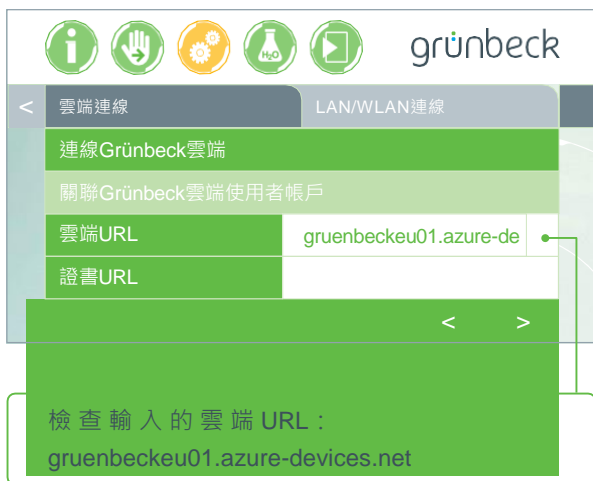 H₂O
grünbeck
< 雲端連線 LAN/WLAN連線
連線Grünbeck雲端
關聯Grünbeck雲端使用者帳戶
雲端URL gruenbeckeu01.azure-de
證書URL
< >
檢查輸入的雲端URL：
gruenbeckeu01.azure-devices.net